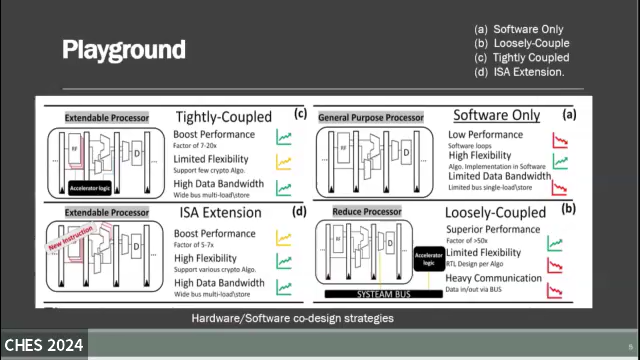 Playground
(a) Software Only
(b) Loosely-Couple
(c) Tightly Coupled
(d) ISA Extension.
Extendable Processor
Tightly-Coupled
(c)
RF
D
Accelerator logic
Boost Performance
Factor of 7-20x
Limited Flexibility
Support few crypto Algo.
High Data Bandwidth
Wide bus multi-load\store
General Purpose Processor
Software Only
(a)
RF
D
Low Performance
Software loops
High Flexibility
Algo. Implementation in Software
Limited Data Bandwidth
Limited bus single-load\store
Extendable Processor
ISA Extension
(d)
New Instruction
D
Boost Performance
Factor of 5-7x
High Flexibility
Support various crypto Algo.
High Data Bandwidth
Wide bus multi-load\store
Reduce Processor
Loosely-Coupled
(b)
RF
D
Accelerator
logic
SYSTEAM BUS
Superior Performance
Factor of >50x
Limited Flexibility
RTL Design per Algo
Heavy Communication
Data in/out via BUS
Hardware/Software co-design strategies
CHES 2024